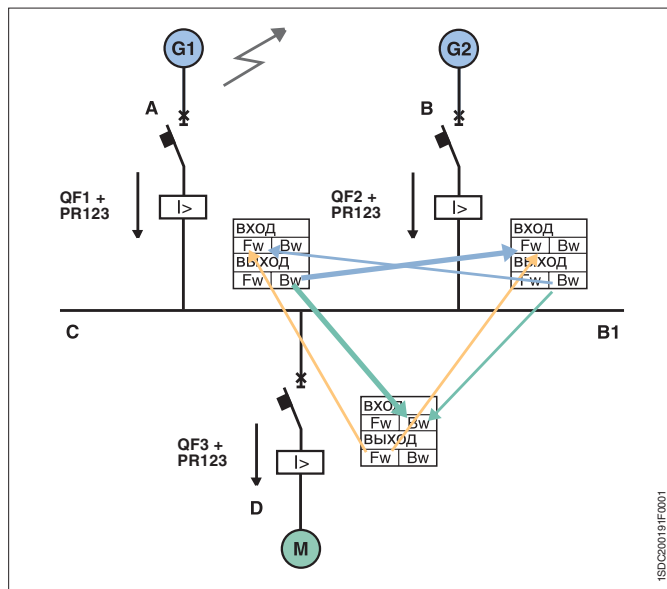 G1
G2
A
B
QF1 +
PR123
I>
QF2 +
PR123
I>
ВХОД
Fw Bw
ВЫХОД
Fw Bw
ВХОД
Fw Bw
ВЫХОД
Fw Bw
C
B1
ВХОД
Fw Bw
ВЫХОД
Fw Bw
QF3 +
PR123
I>
D
M
1SDC200191F0001